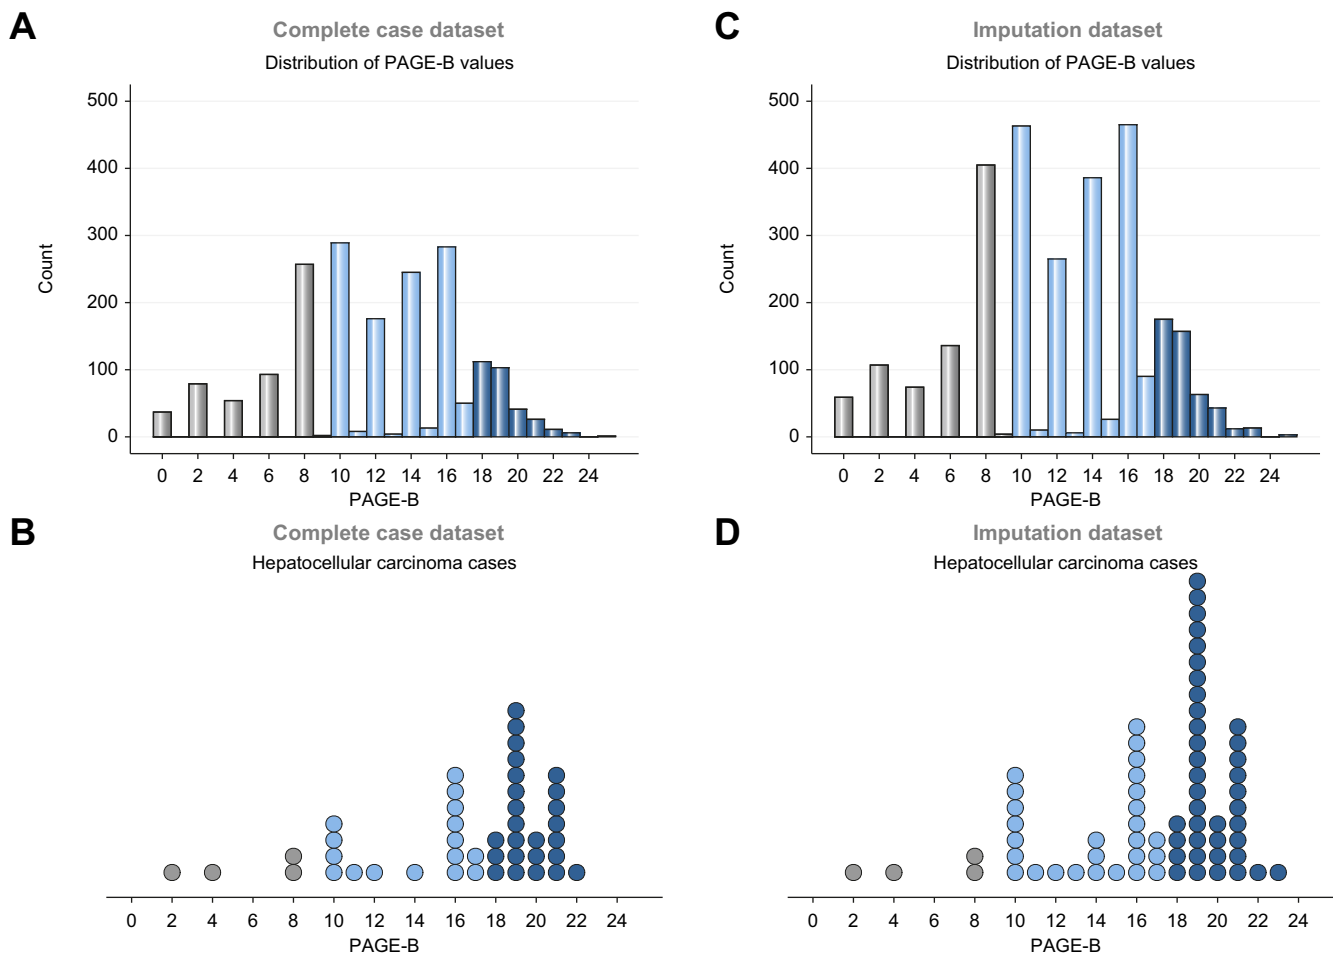 A
Complete case dataset
Distribution of PAGE-B values
500
400
300
200
100
0
Count
0 2 4 6 8 10 12 14 16 18 20 22 24
PAGE-B
C
Imputation dataset
Distribution of PAGE-B values
500
400
300
200
100
0
Count
0 2 4 6 8 10 12 14 16 18 20 22 24
PAGE-B
B
Complete case dataset
Hepatocellular carcinoma cases
0 2 4 6 8 10 12 14 16 18 20 22 24
PAGE-B
D
Imputation dataset
Hepatocellular carcinoma cases
0 2 4 6 8 10 12 14 16 18 20 22 24
PAGE-B